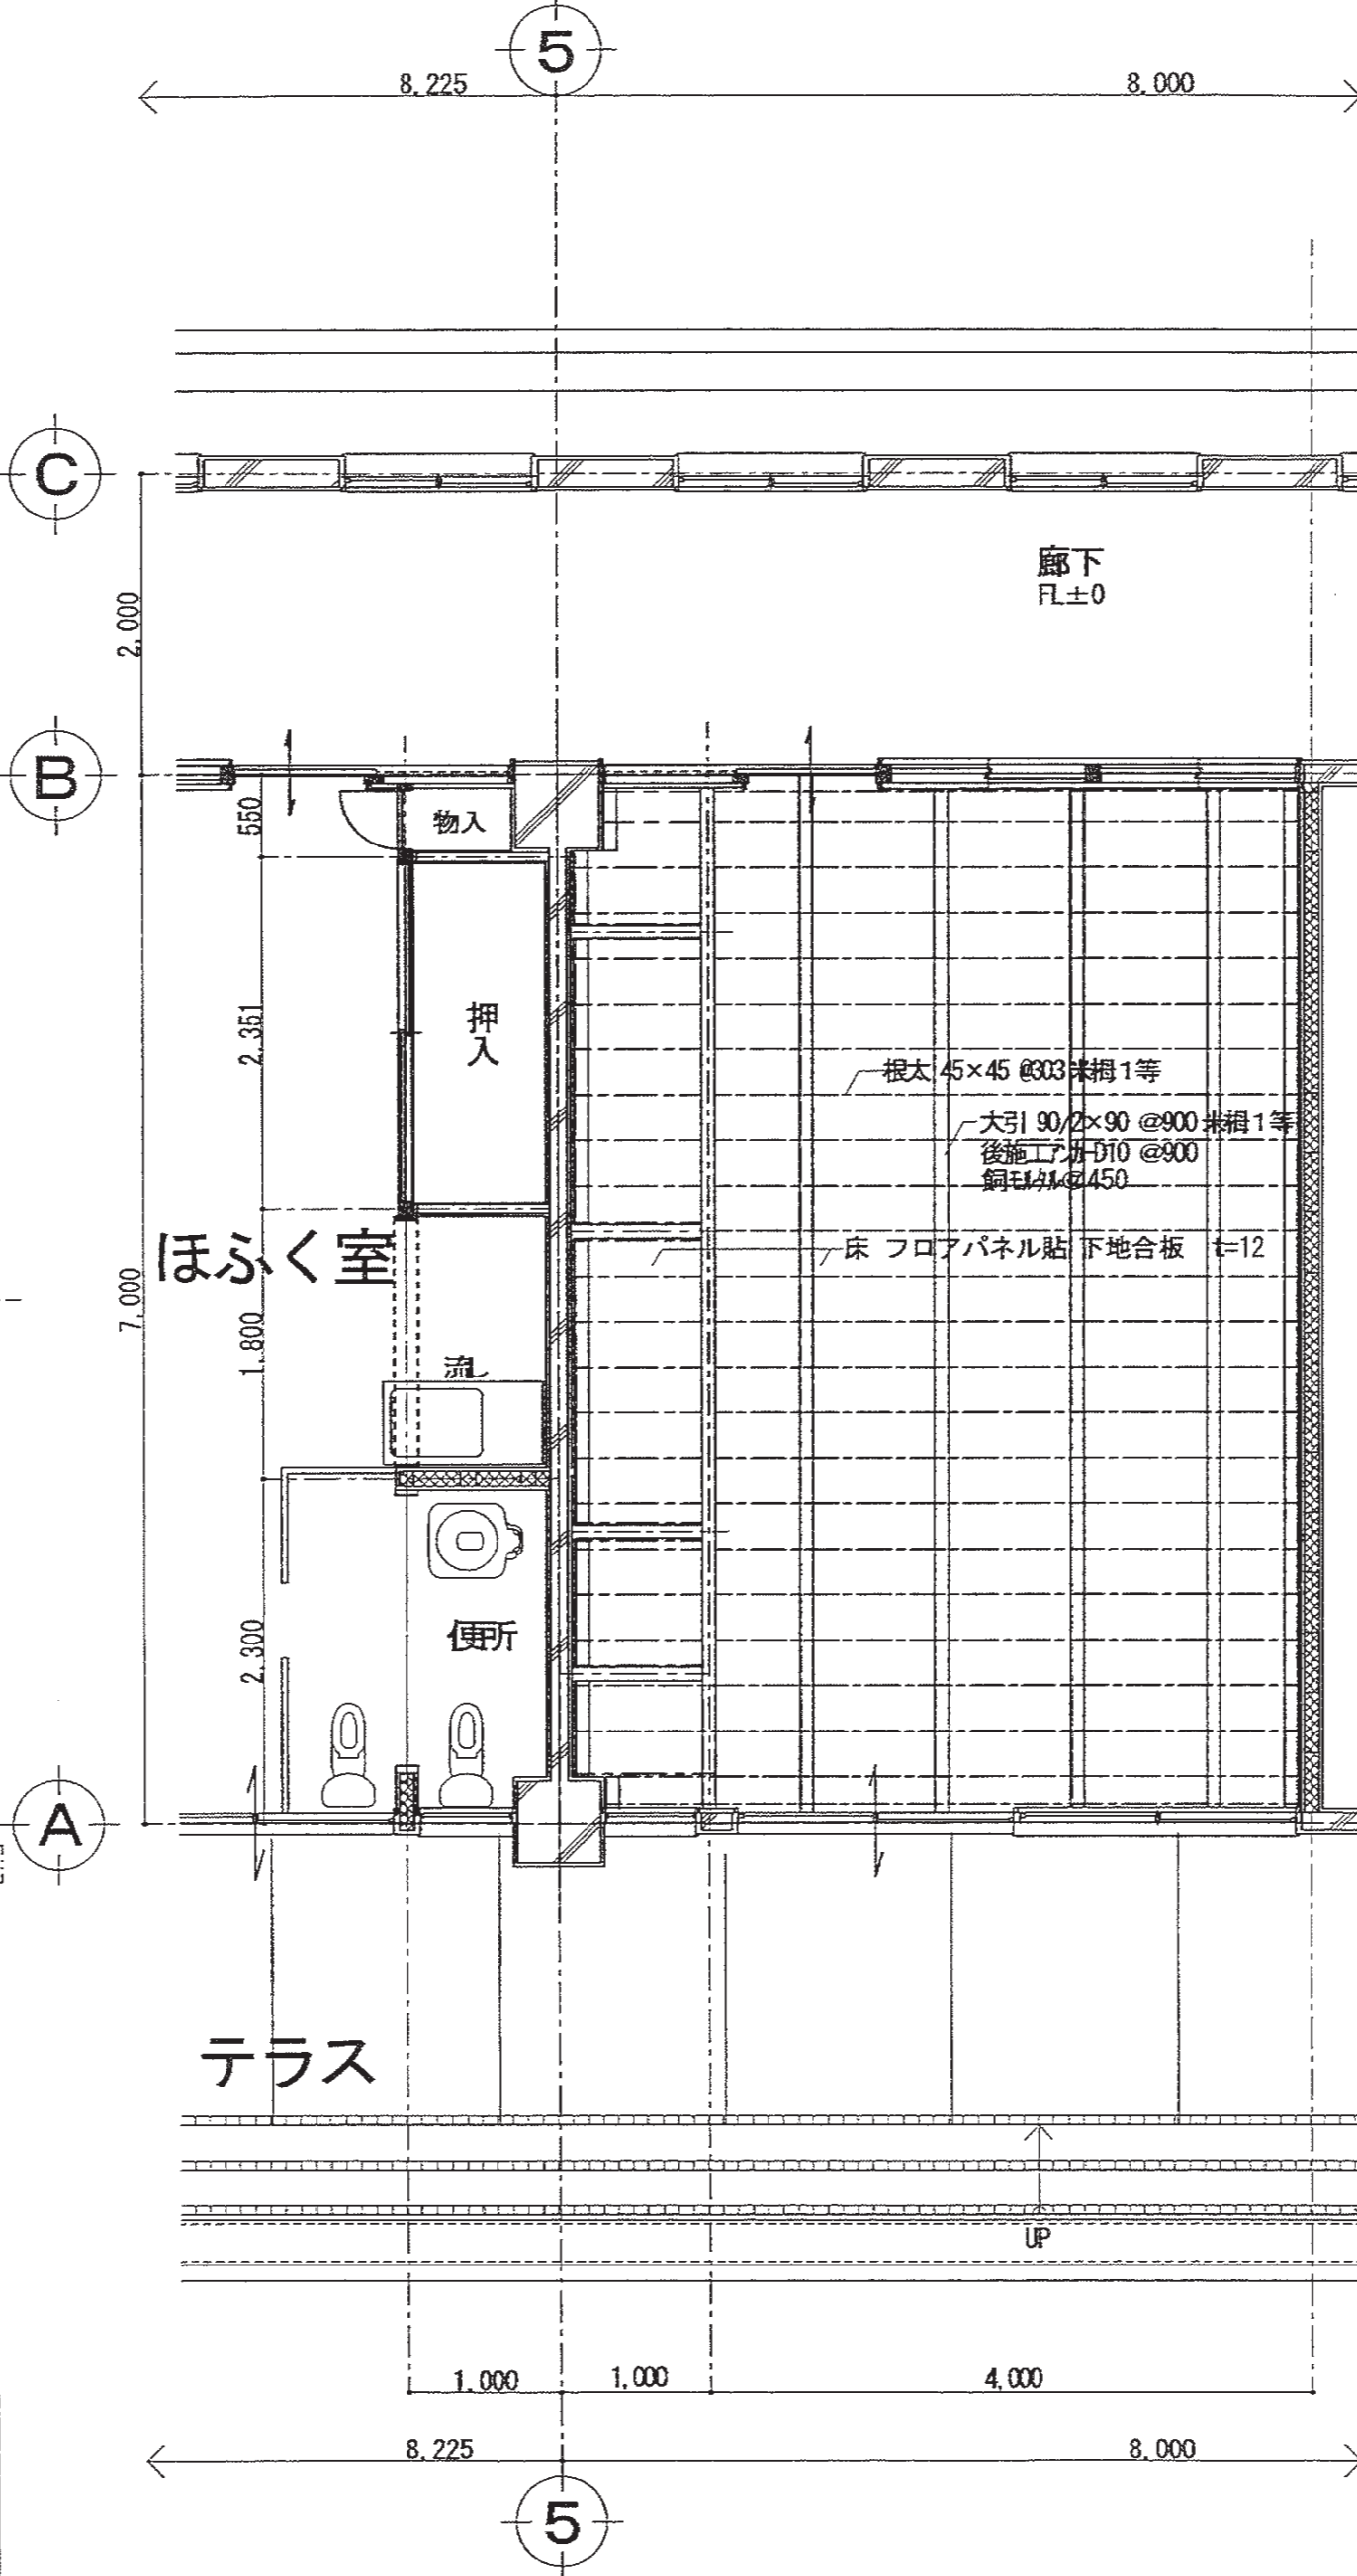 5
8,225
8,000
C
廊下
FL±0
2,000
B
550
物入
押入
2,351
根太 45×45 @303 米栂1等
大引 90/2×90 @900 米栂1等
後施工アンカーD10 @900
飼モルタル@450
ほふく室
床 フロアパネル貼 下地合板 t=12
7,000
1,800
流し
2,300
便所
A
テラス
UP
1,000
1,000
4,000
8,225
8,000
5